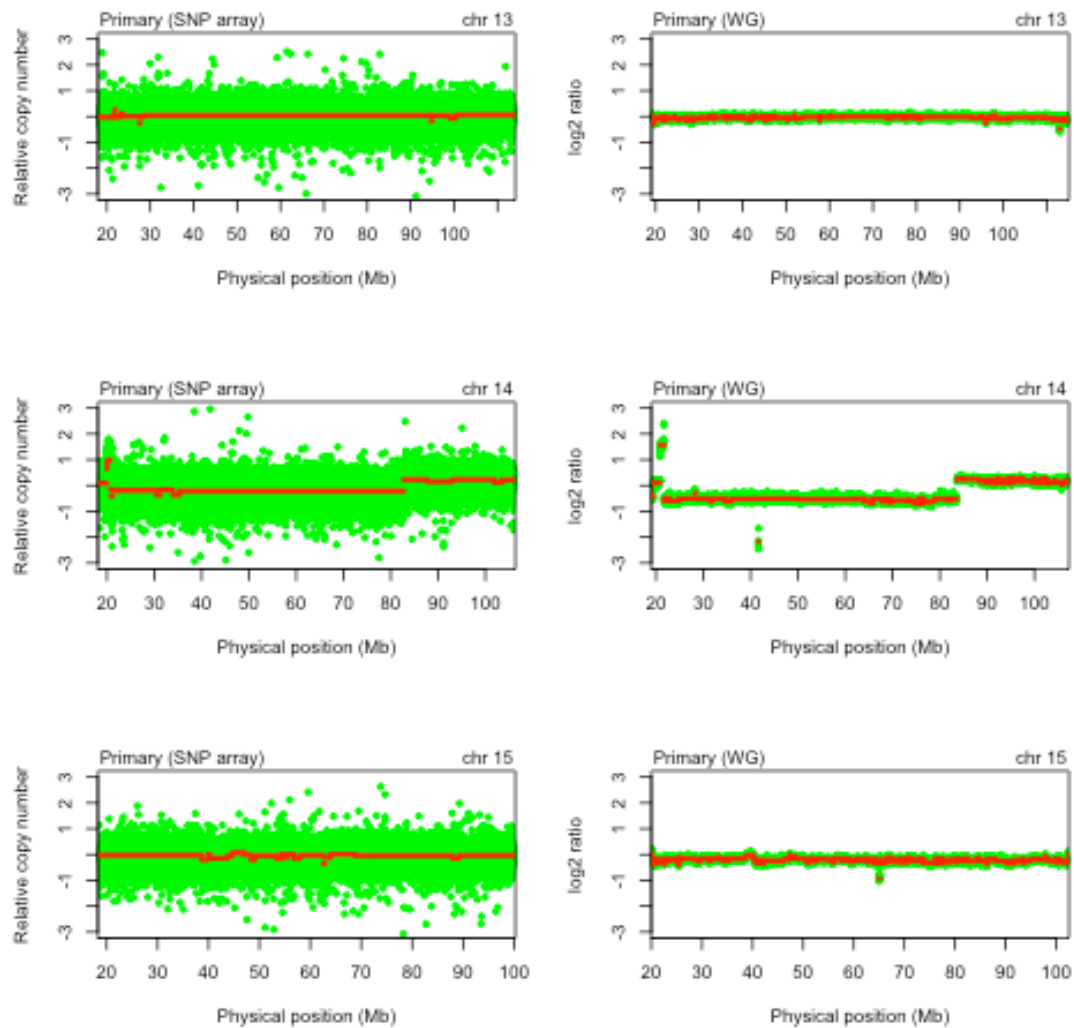 Primary (SNP array) chr 13 Primary (WG) chr 13
Relative copy number
3
2
1
-1
-3
log2 ratio
3
2
1
-1
-3
20 30 40 50 60 70 80 90 100 20 30 40 50 60 70 80 90 100
Physical position (Mb) Physical position (Mb)
Primary (SNP array) chr 14 Primary (WG) chr 14
Relative copy number
3
2
1
-1
-3
log2 ratio
3
2
1
-1
-3
20 30 40 50 60 70 80 90 100 20 30 40 50 60 70 80 90 100
Physical position (Mb) Physical position (Mb)
Primary (SNP array) chr 15 Primary (WG) chr 15
Relative copy number
3
2
1
-1
-3
log2 ratio
3
2
1
-1
-3
20 30 40 50 60 70 80 90 100 20 30 40 50 60 70 80 90 100
Physical position (Mb) Physical position (Mb)